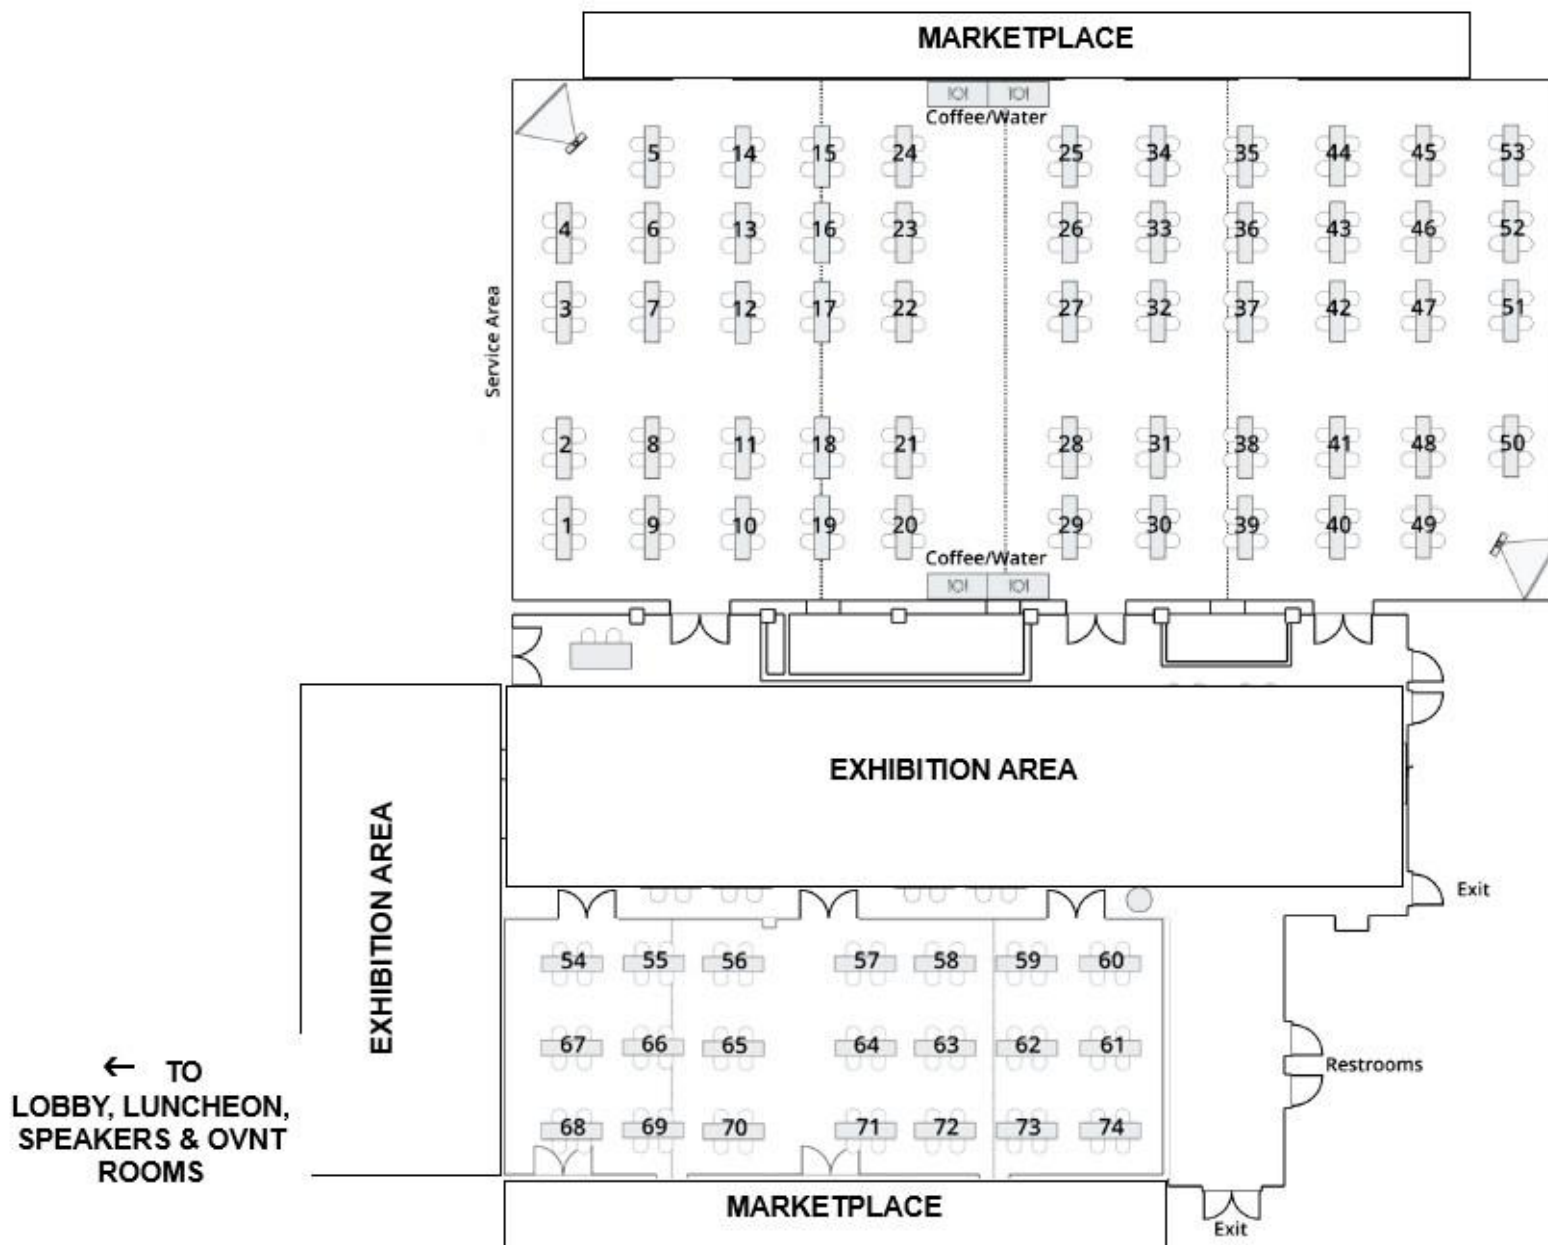 MARKETPLACE
Coffee/Water
5 14 15 24 25 34 35 44 45 53
4 6 13 16 23 26 33 36 43 46 52
3 7 12 17 22 27 32 37 42 47 51
Service Area
2 8 11 18 21 28 31 38 41 48 50
1 9 10 19 20 29 30 39 40 49
Coffee/Water
EXHIBITION AREA
EXHIBITION AREA
Exit
54 55 56 57 58 59 60
67 66 65 64 63 62 61
Restrooms
← TO
LOBBY, LUNCHEON,
SPEAKERS & OVNT
ROOMS
68 69 70 71 72 73 74
MARKETPLACE
Exit